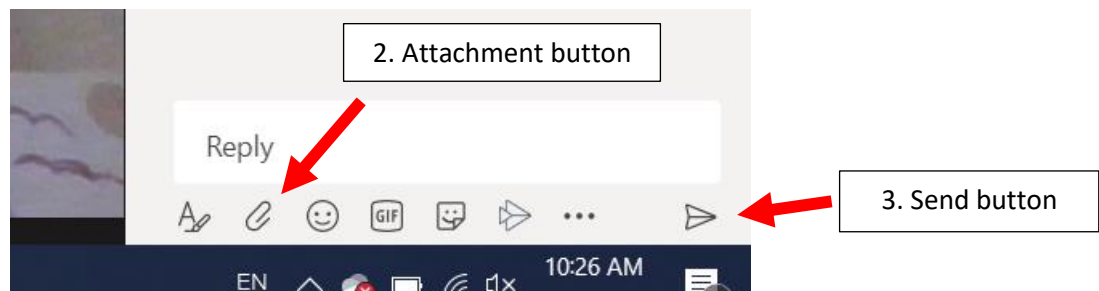 2. Attachment button
Reply
3. Send button
GIF
EN
10:26 AM